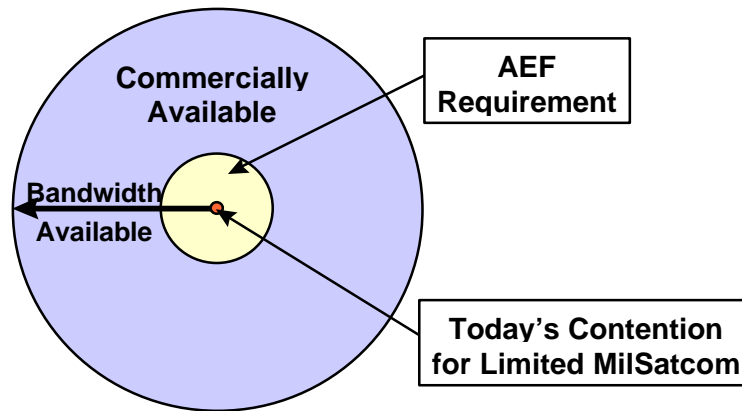 Commercially
Available
AEF
Requirement
Bandwidth
Available
Today's Contention
for Limited MilSatcom